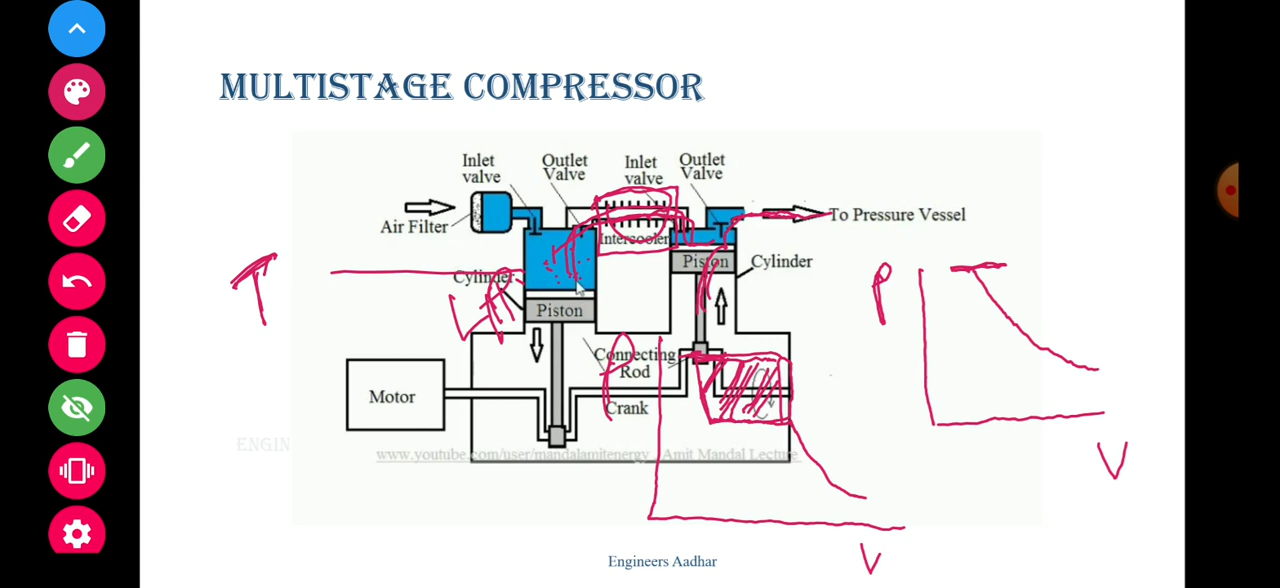 MULTISTAGE COMPRESSOR
Inlet valve
Outlet Valve
Inlet valve
Outlet Valve
Air Filter
To Pressure Vessel
Intercooler
Cylinder
Piston
Cylinder
T
P
Piston
P
Connecting Rod
Motor
Crank
ENGIN
www.youtube.com/user/mandalamitenergy , Amit Mandal Lecture
V
V
Engineers Aadhar